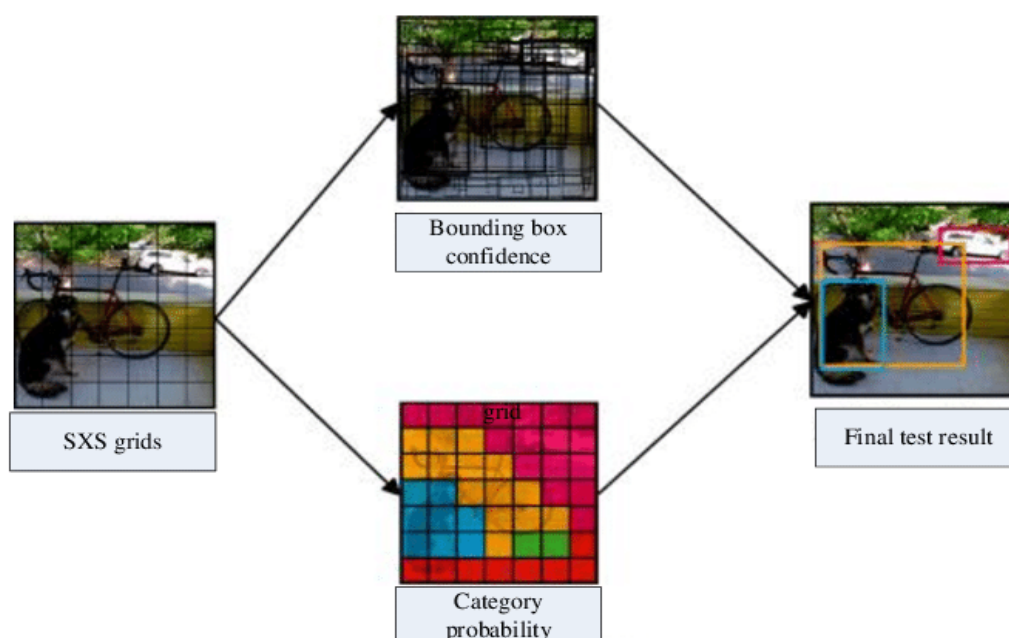 Bounding box
confidence
SXS grids
grid
Final test result
Category
probability